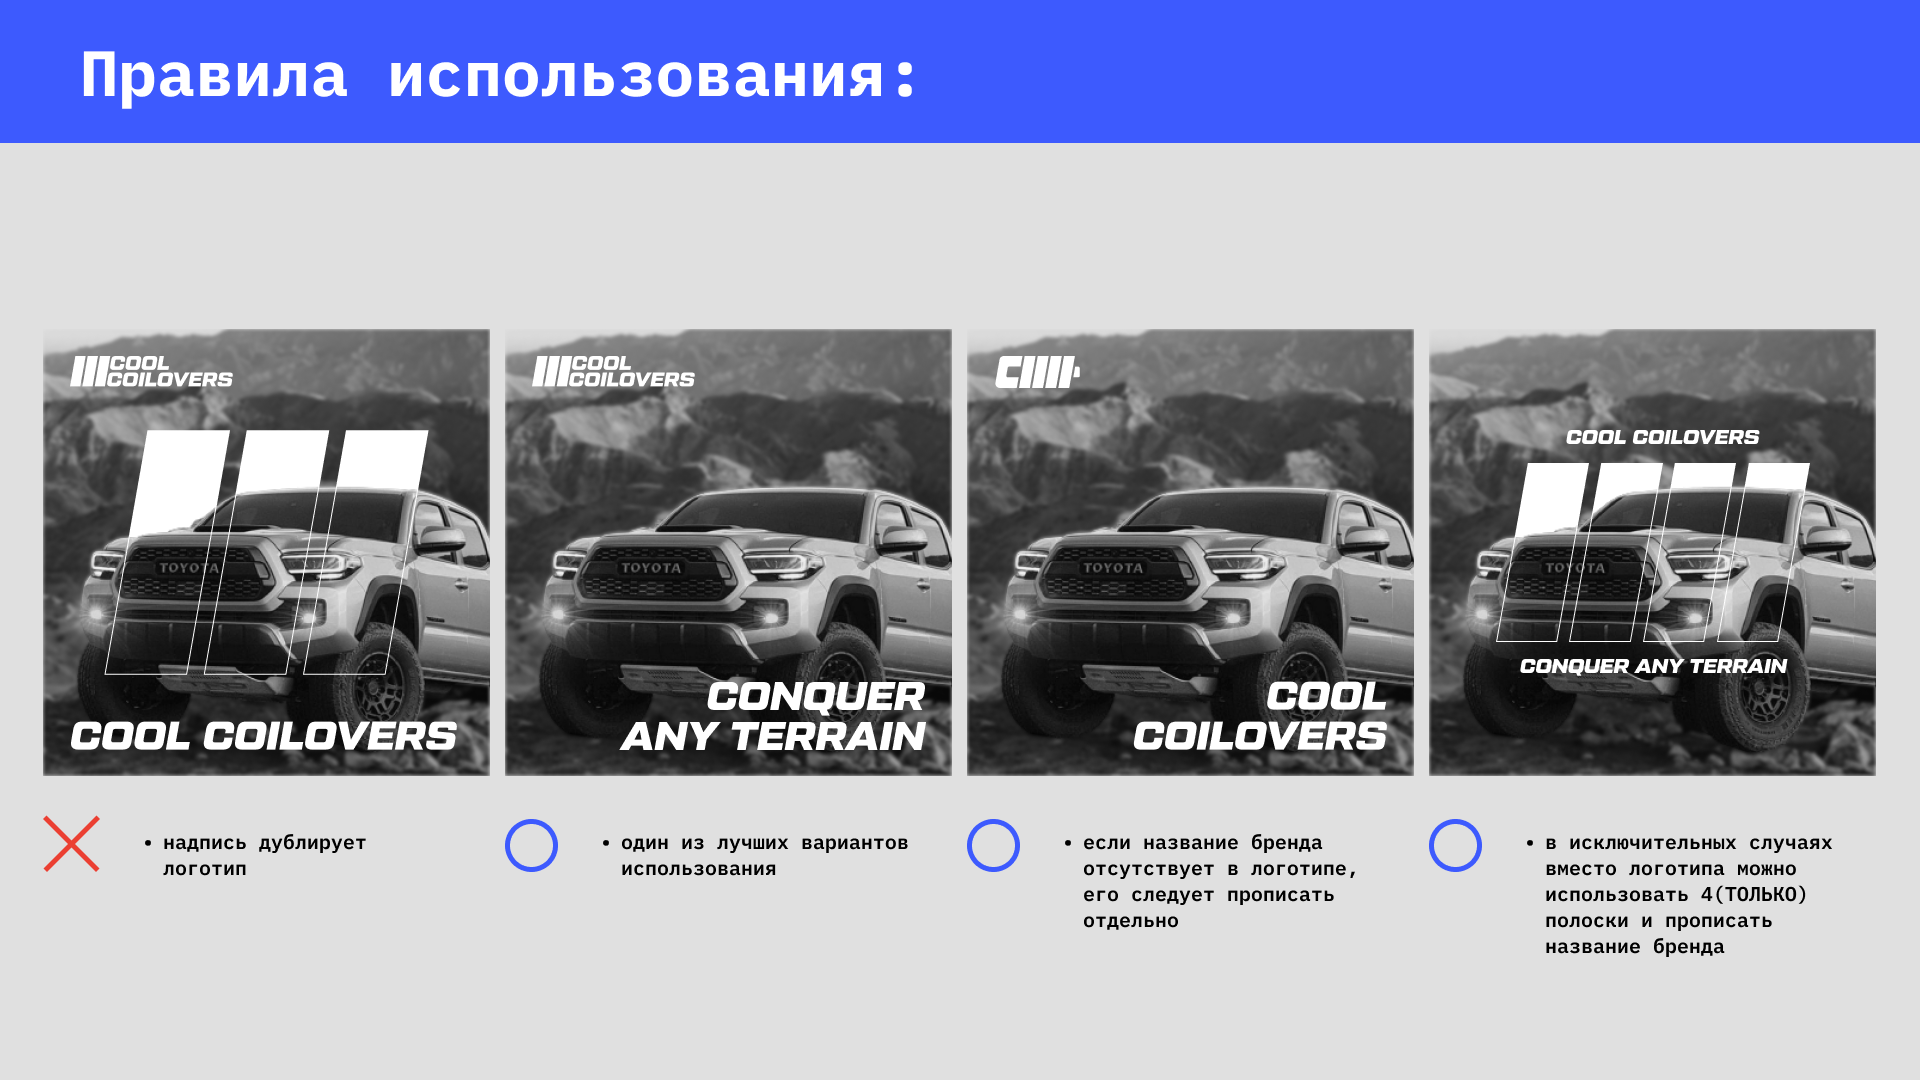 Правила использования:
COOL
COILOVERS
TOYOTA
COOL COILOVERS
COOL
COILOVERS
TOYOTA
CONQUER
ANY TERRAIN
TOYOTA
COOL
COILOVERS
COOL COILOVERS
TOYOTA
CONQUER ANY TERRAIN
• надпись дублирует
логотип
• один из лучших вариантов
использования
• если название бренда
отсутствует в логотипе,
его следует прописать
отдельно
• в исключительных случаях
вместо логотипа можно
использовать 4(ТОЛЬКО)
полоски и прописать
название бренда